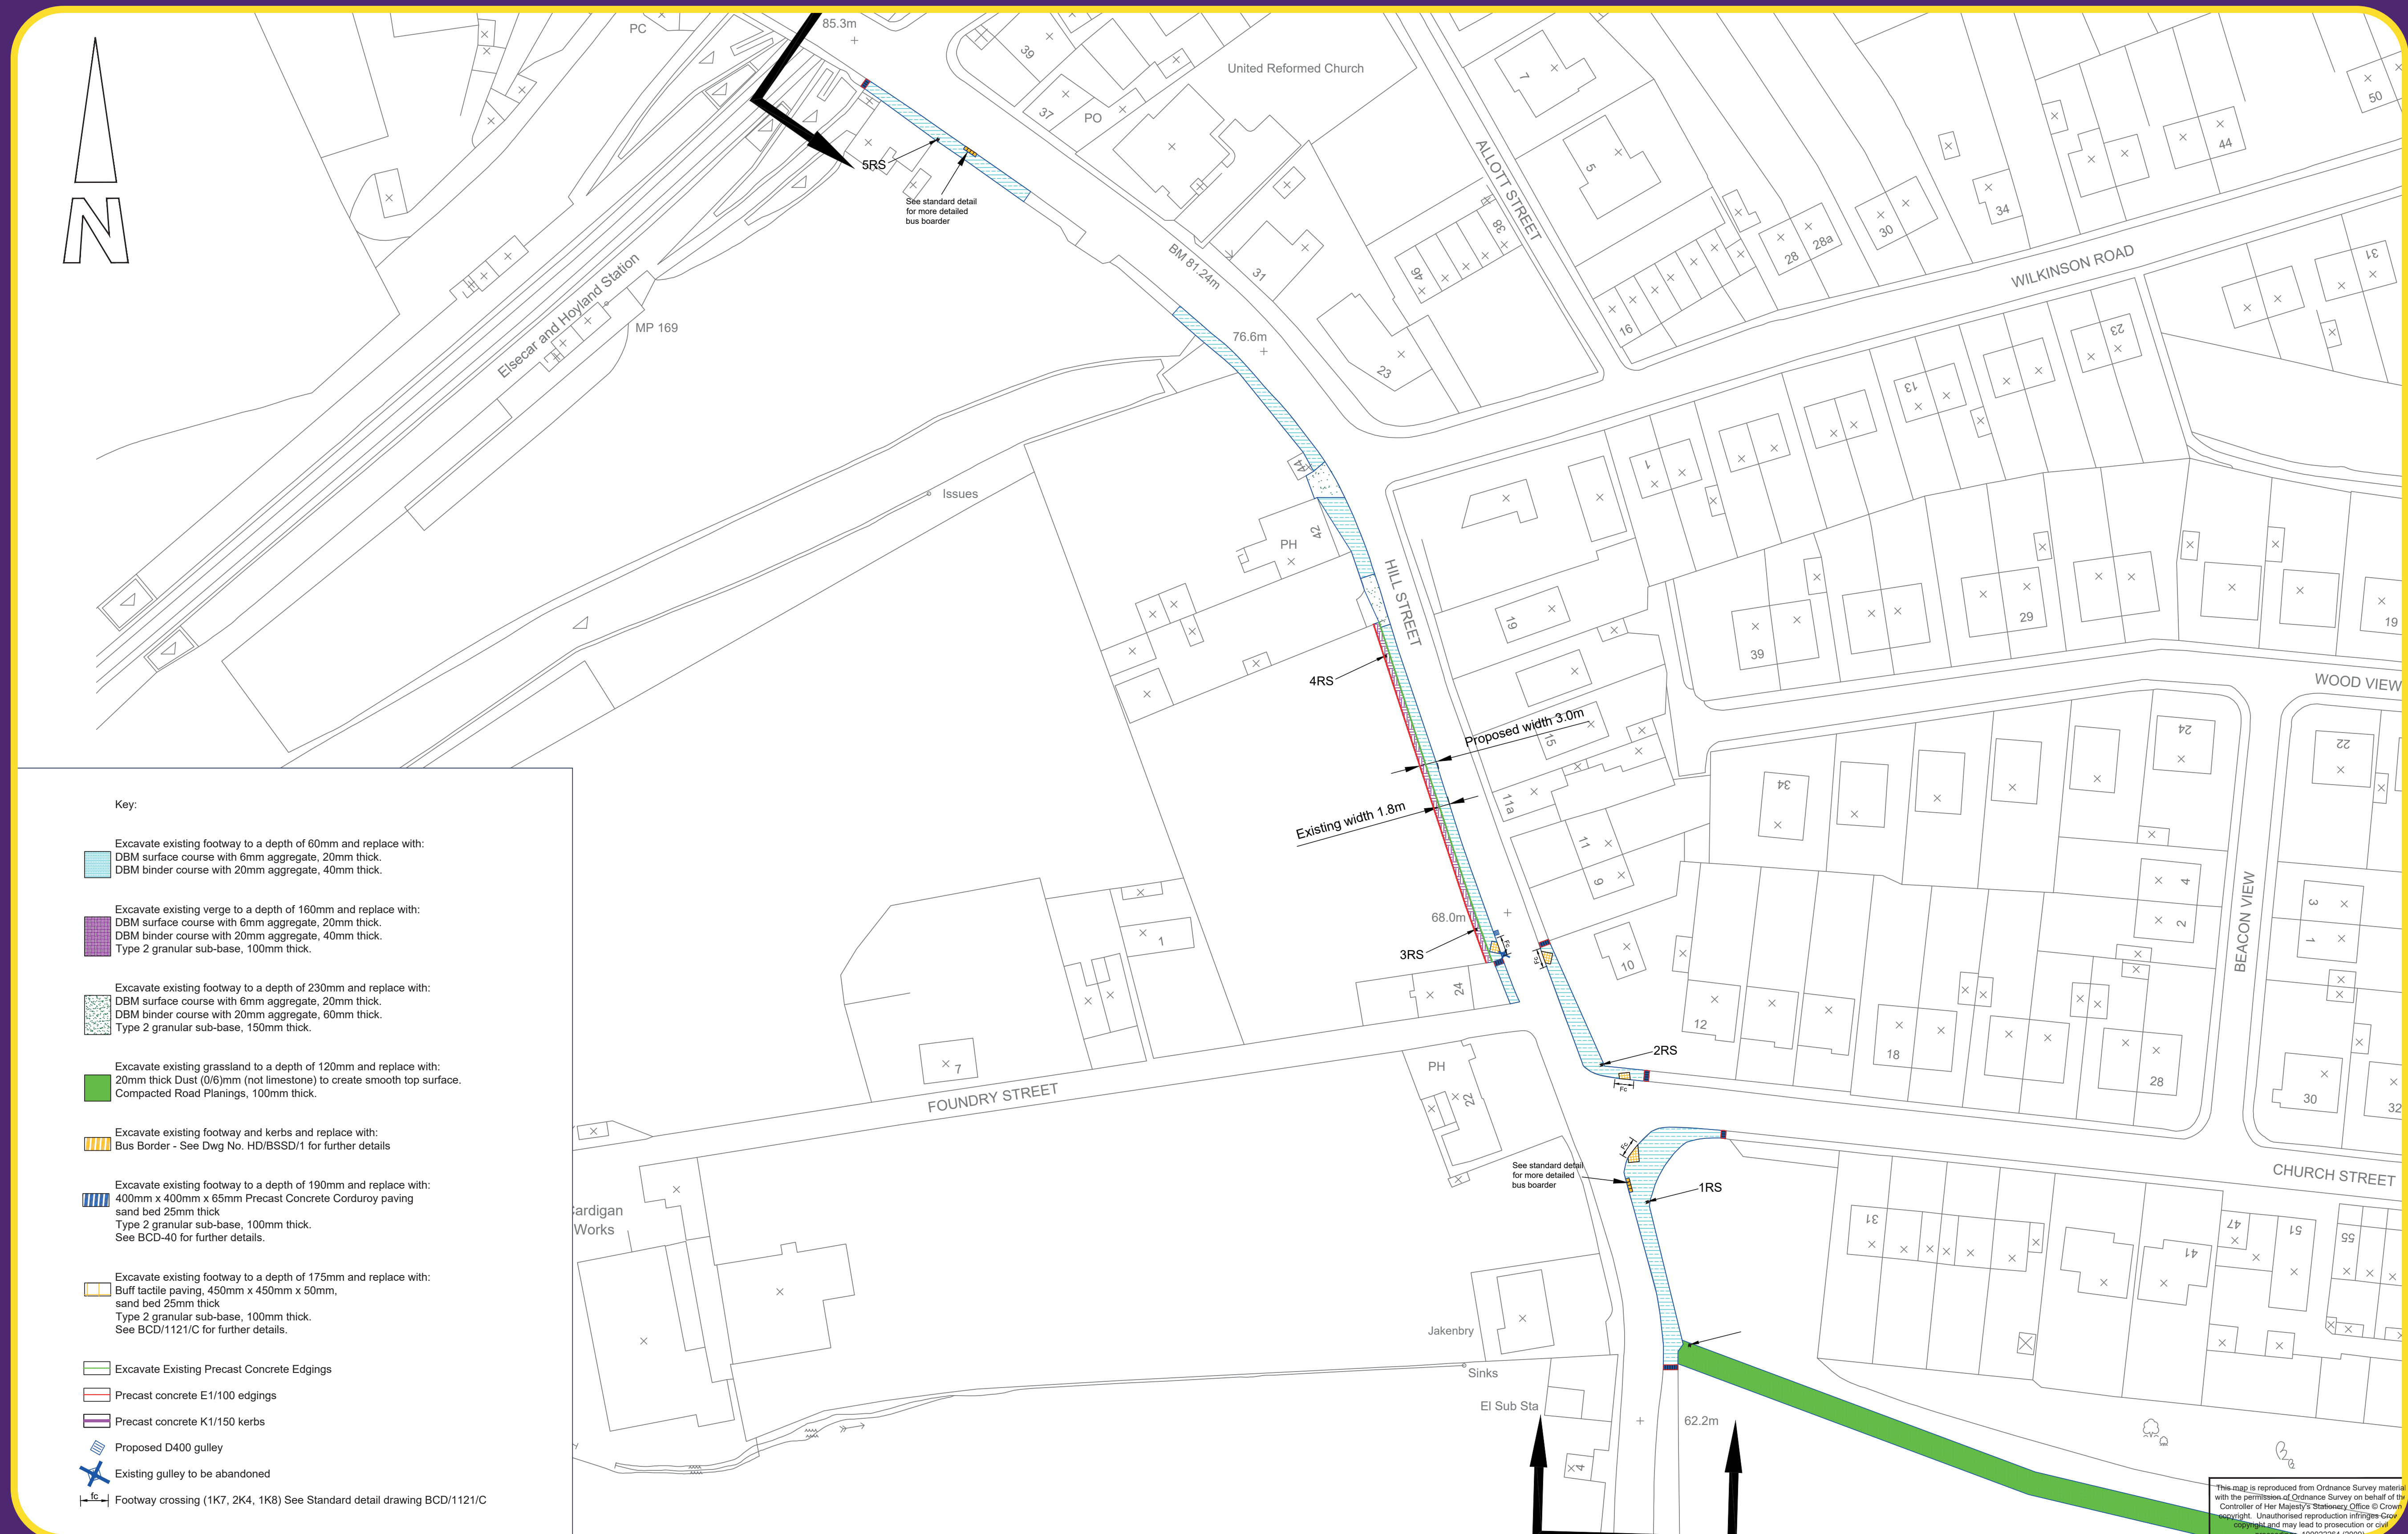 85.3m
PC
39
37
PO
United Reformed Church
7
5
ALLOTT STREET
50
44
34
30
28
28a
5RS
See standard detail
for more detailed
bus boarder
38
46
31
BM 81.24m
16
WILKINSON ROAD
31
Elsecar and Hoyland Station
MP 169
76.6m
23
23
13
1
44
Issues
42
PH
HILL STREET
19
39
29
19
4RS
WOOD VIEW
Proposed width 3.0m
15
24
22
Existing width 1.8m
11a
34
11
9
4
2
BEACON VIEW
3
1
68.0m
3RS
Fc
Fc
10
1
24
12
18
28
30
32
7
FOUNDRY STREET
PH
22
2RS
Fc
Fc
See standard detail
for more detailed
bus boarder
1RS
CHURCH STREET
31
41
47
51
55
ardigan
Works
Jakenbry
Sinks
El Sub Sta
62.2m
4
Key:
Excavate existing footway to a depth of 60mm and replace with:
DBM surface course with 6mm aggregate, 20mm thick.
DBM binder course with 20mm aggregate, 40mm thick.
Excavate existing verge to a depth of 160mm and replace with:
DBM surface course with 6mm aggregate, 20mm thick.
DBM binder course with 20mm aggregate, 40mm thick.
Type 2 granular sub-base, 100mm thick.
Excavate existing footway to a depth of 230mm and replace with:
DBM surface course with 6mm aggregate, 20mm thick.
DBM binder course with 20mm aggregate, 60mm thick.
Type 2 granular sub-base, 150mm thick.
Excavate existing grassland to a depth of 120mm and replace with:
20mm thick Dust (0/6)mm (not limestone) to create smooth top surface.
Compacted Road Planings, 100mm thick.
Excavate existing footway and kerbs and replace with:
Bus Border - See Dwg No. HD/BSSD/1 for further details
Excavate existing footway to a depth of 190mm and replace with:
400mm x 400mm x 65mm Precast Concrete Corduroy paving
sand bed 25mm thick
Type 2 granular sub-base, 100mm thick.
See BCD-40 for further details.
Excavate existing footway to a depth of 175mm and replace with:
Buff tactile paving, 450mm x 450mm x 50mm,
sand bed 25mm thick
Type 2 granular sub-base, 100mm thick.
See BCD/1121/C for further details.
Excavate Existing Precast Concrete Edgings
Precast concrete E1/100 edgings
Precast concrete K1/150 kerbs
Proposed D400 gulley
Existing gulley to be abandoned
fc Footway crossing (1K7, 2K4, 1K8) See Standard detail drawing BCD/1121/C
N
This map is reproduced from Ordnance Survey material
with the permission of Ordnance Survey on behalf of the
Controller of Her Majesty's Stationery Office © Crown
copyright. Unauthorised reproduction infringes Crow
copyright and may lead to prosecution or civil